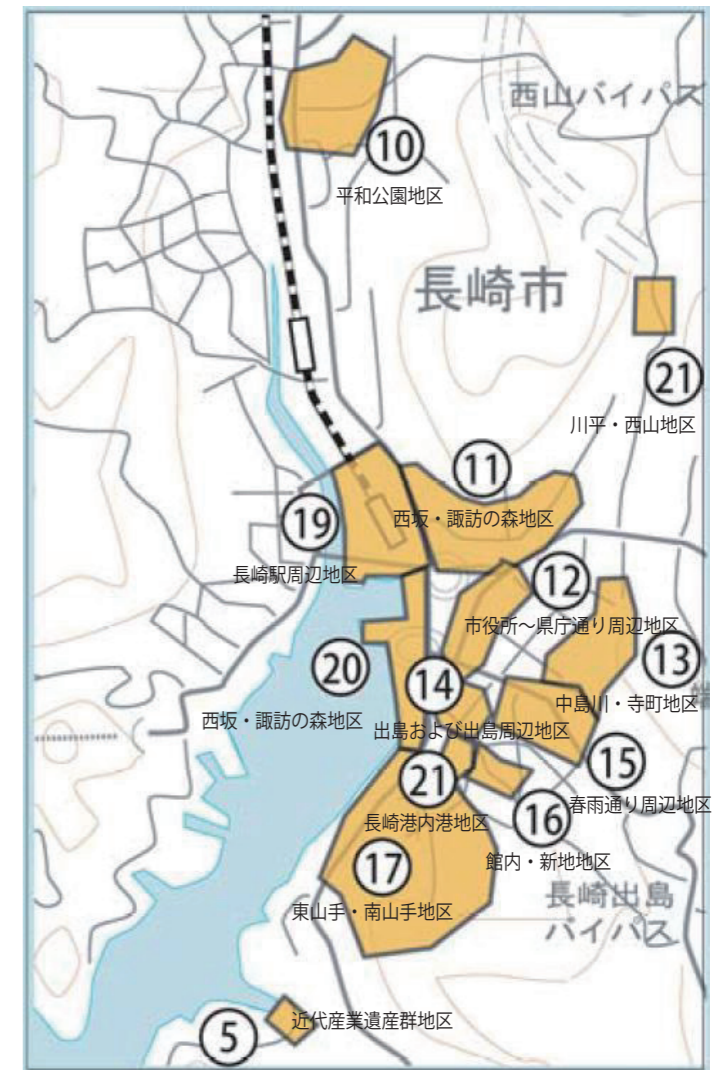 西山バイパス
⑩
平和公園地区
長崎市
㉑
川平・西山地区
⑪
⑲
西坂・諏訪の森地区
長崎駅周辺地区
⑫
市役所〜県庁通り周辺地区
⑬
⑳
⑭
中島川・寺町地区
西坂・諏訪の森地区
出島および出島周辺地区
⑮
㉑
春雨通り周辺地区
長崎港内港地区
⑯
館内・新地地区
⑰
長崎出島
バイパス
東山手・南山手地区
近代産業遺産群地区
⑤